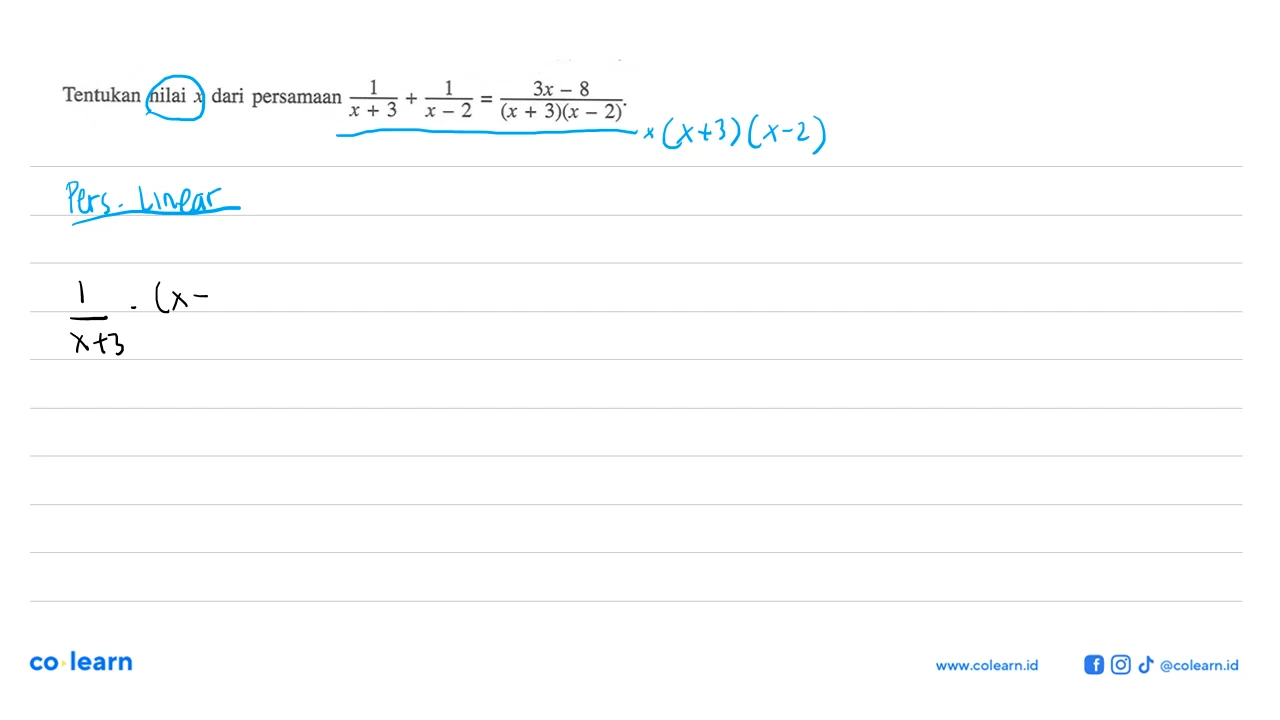 Tentukan nilai x dari persamaan 1/(x + 3) + 1/(x − 2) = (3x − 8)/((x + 3)(x − 2)).
× (x+3)(x-2)
Pers. Linear
1/(x+3) . (x-
co·learn
www.colearn.id @colearn.id